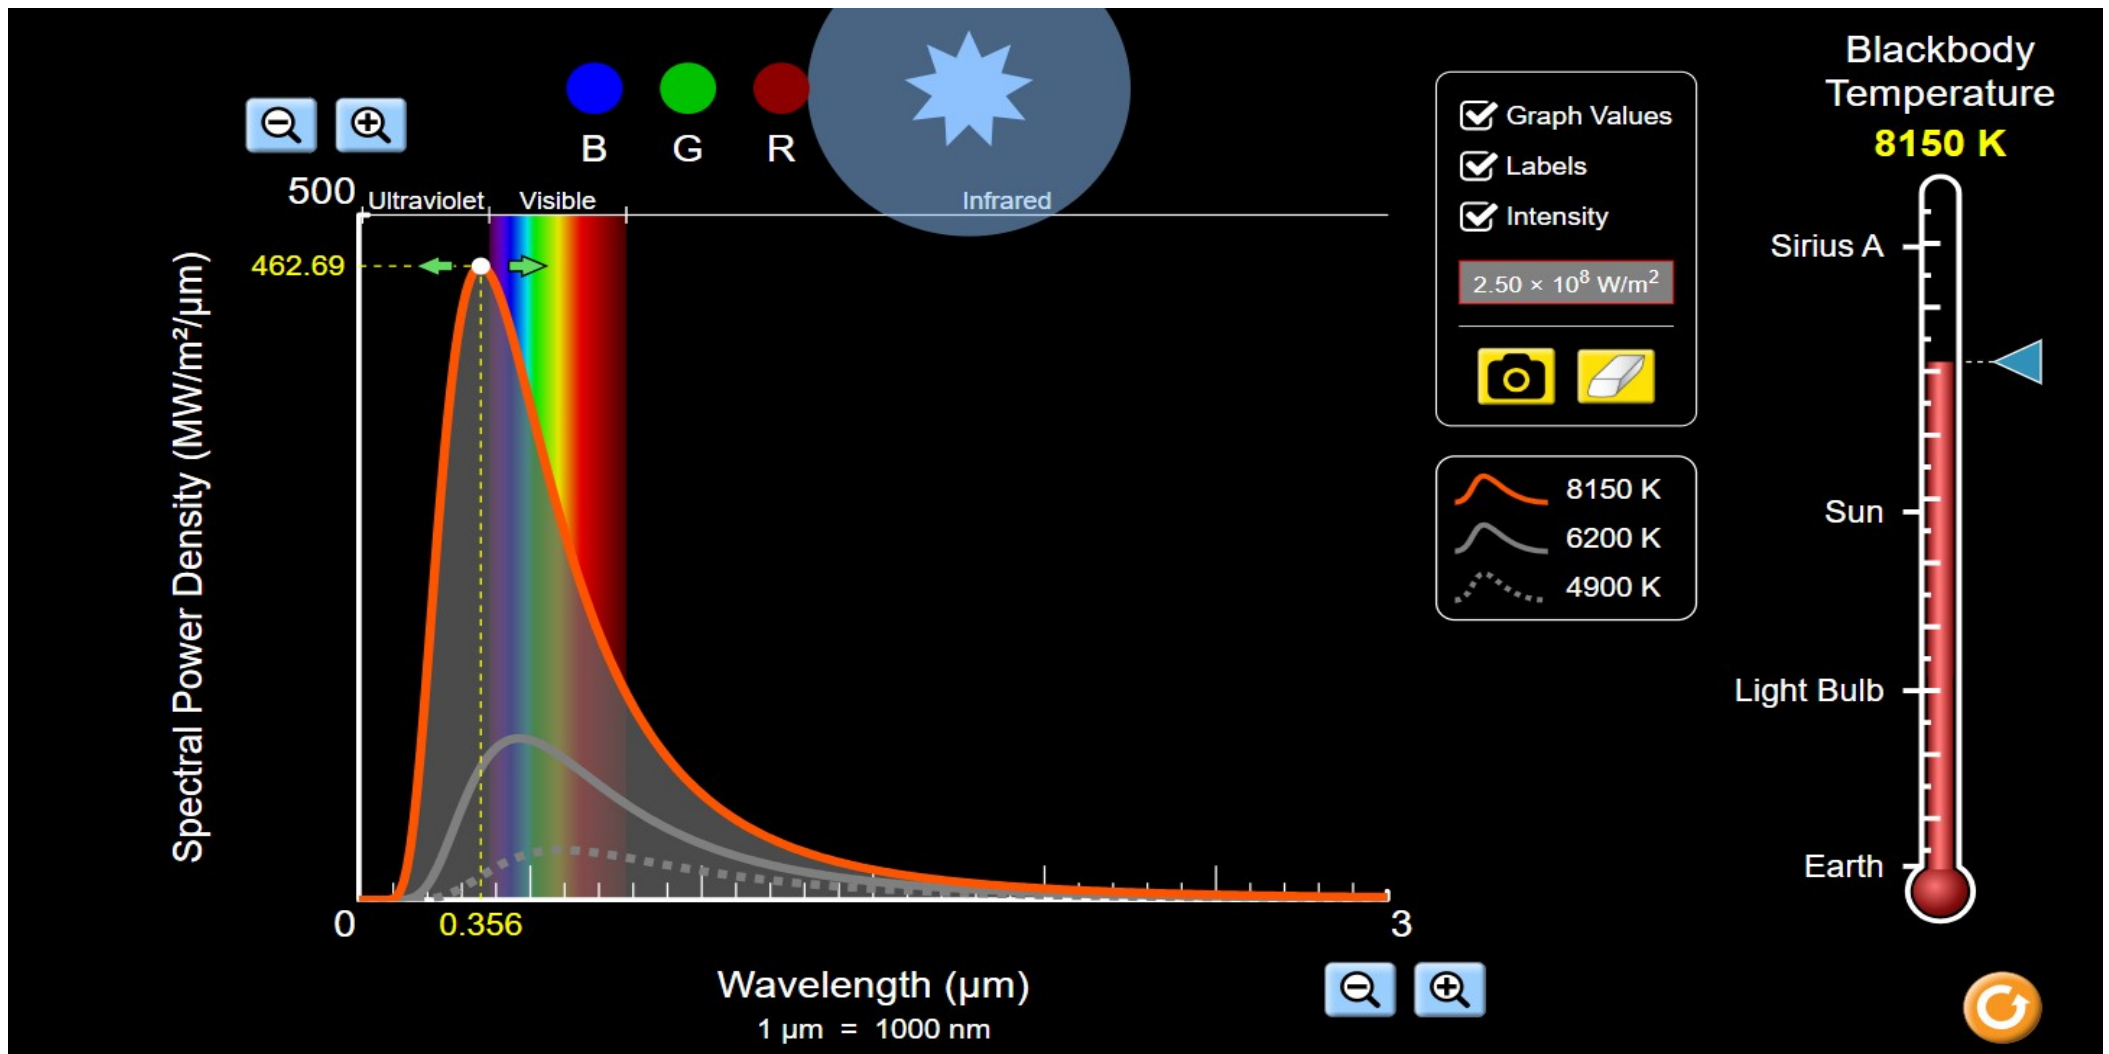 B G R
500
Ultraviolet Visible Infrared
462.69
Spectral Power Density (MW/m²/µm)
0 0.356 3
Wavelength (µm)
1 µm = 1000 nm
Graph Values
Labels
Intensity
2.50 × 10⁸ W/m²
8150 K
6200 K
4900 K
Blackbody
Temperature
8150 K
Sirius A
Sun
Light Bulb
Earth